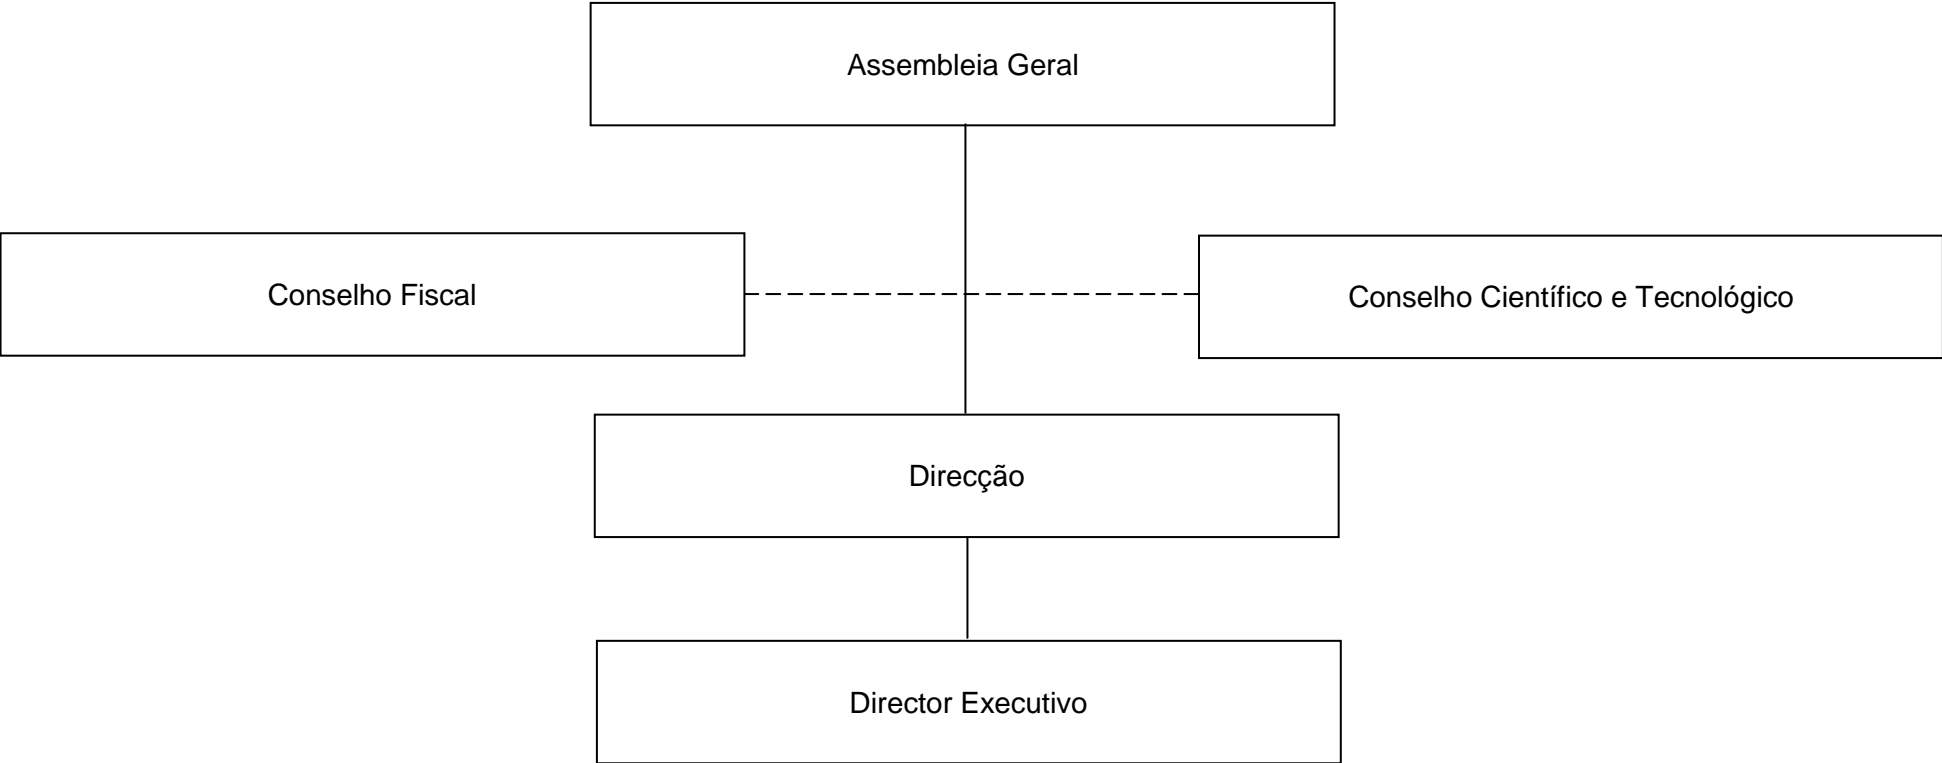 Assembleia Geral
Conselho Fiscal
Conselho Científico e Tecnológico
Direcção
Director Executivo